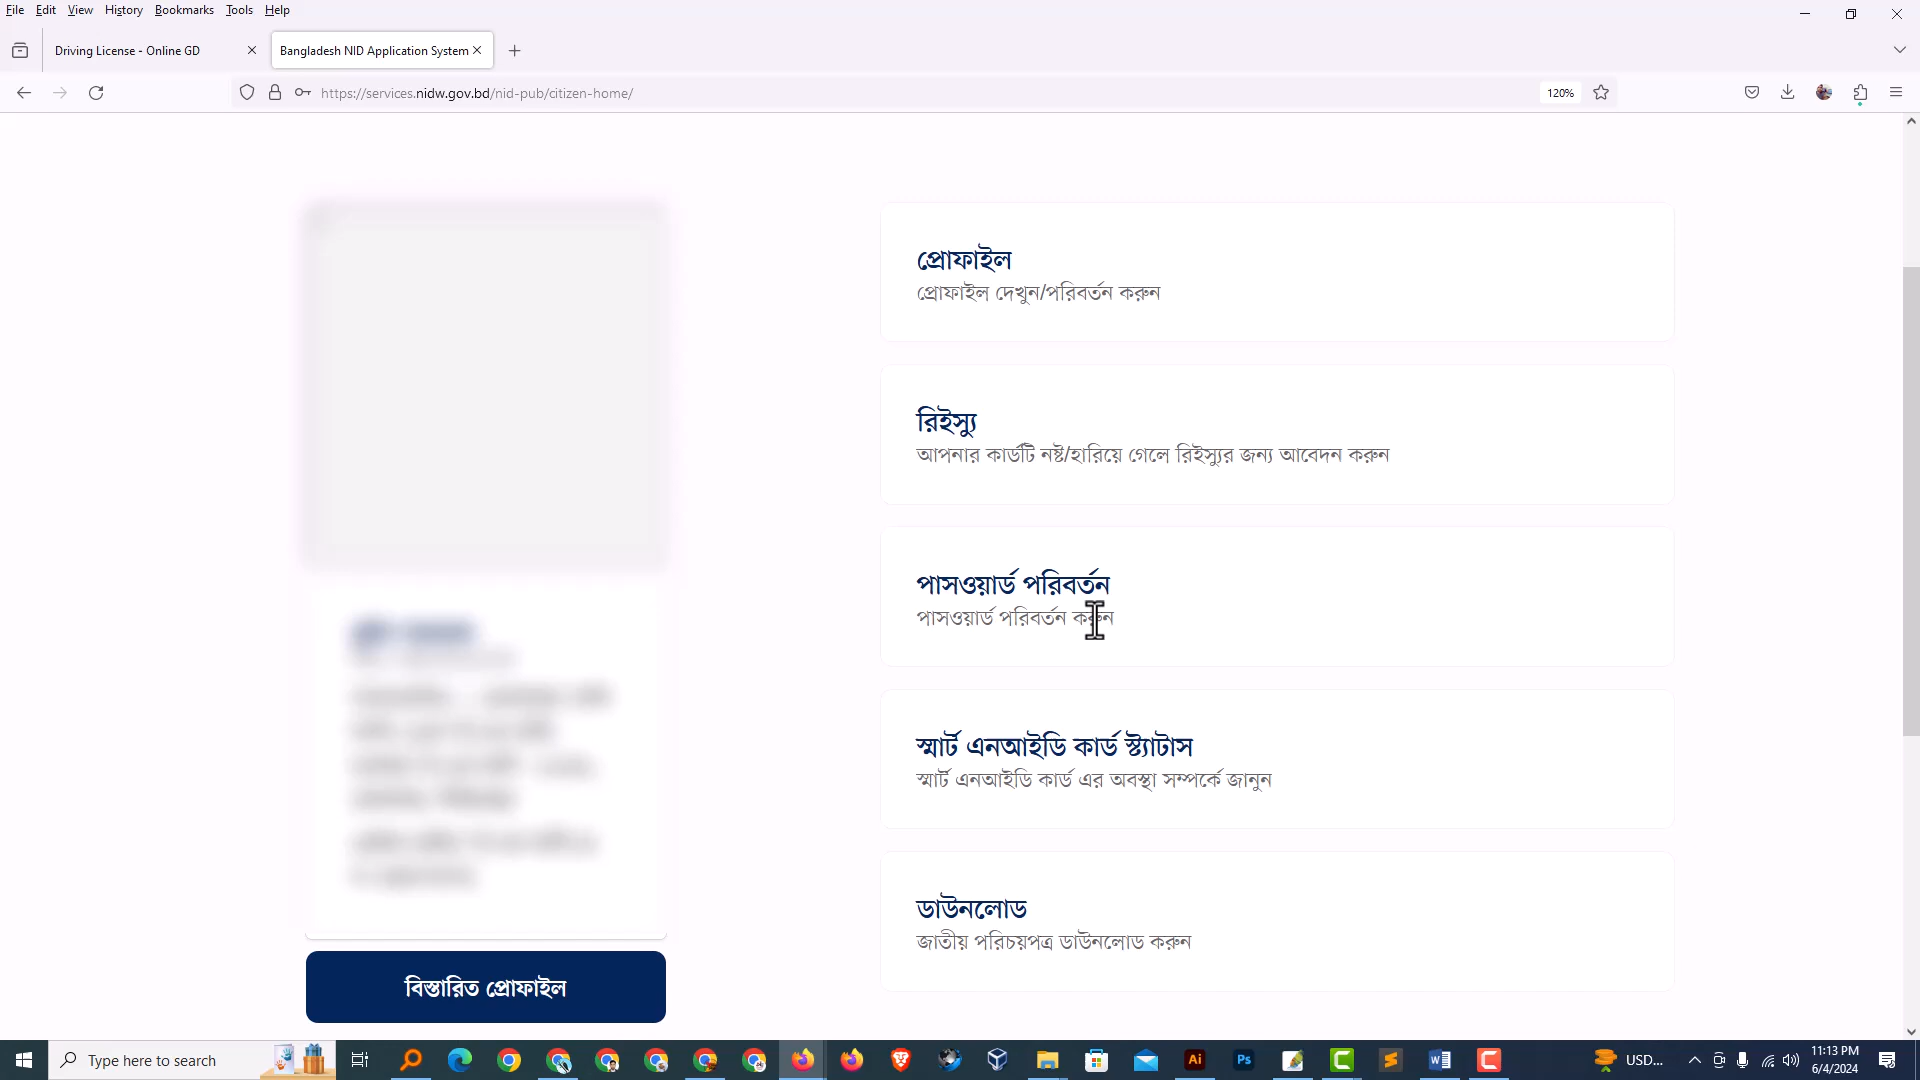 File Edit View History Bookmarks Tools Help
Driving License - Online GD
Bangladesh NID Application System
https://services.nidw.gov.bd/nid-pub/citizen-home/
120%
প্রোফাইল
প্রোফাইল দেখুন/পরিবর্তন করুন
রিইস্যু
আপনার কার্ডটি নষ্ট/হারিয়ে গেলে রিইস্যুর জন্য আবেদন করুন
পাসওয়ার্ড পরিবর্তন
পাসওয়ার্ড পরিবর্তন করুন
স্মার্ট এনআইডি কার্ড স্ট্যাটাস
স্মার্ট এনআইডি কার্ড এর অবস্থা সম্পর্কে জানুন
ডাউনলোড
জাতীয় পরিচয়পত্র ডাউনলোড করুন
বিস্তারিত প্রোফাইল
Type here to search
Ai
Ps
USD...
11:13 PM
6/4/2024